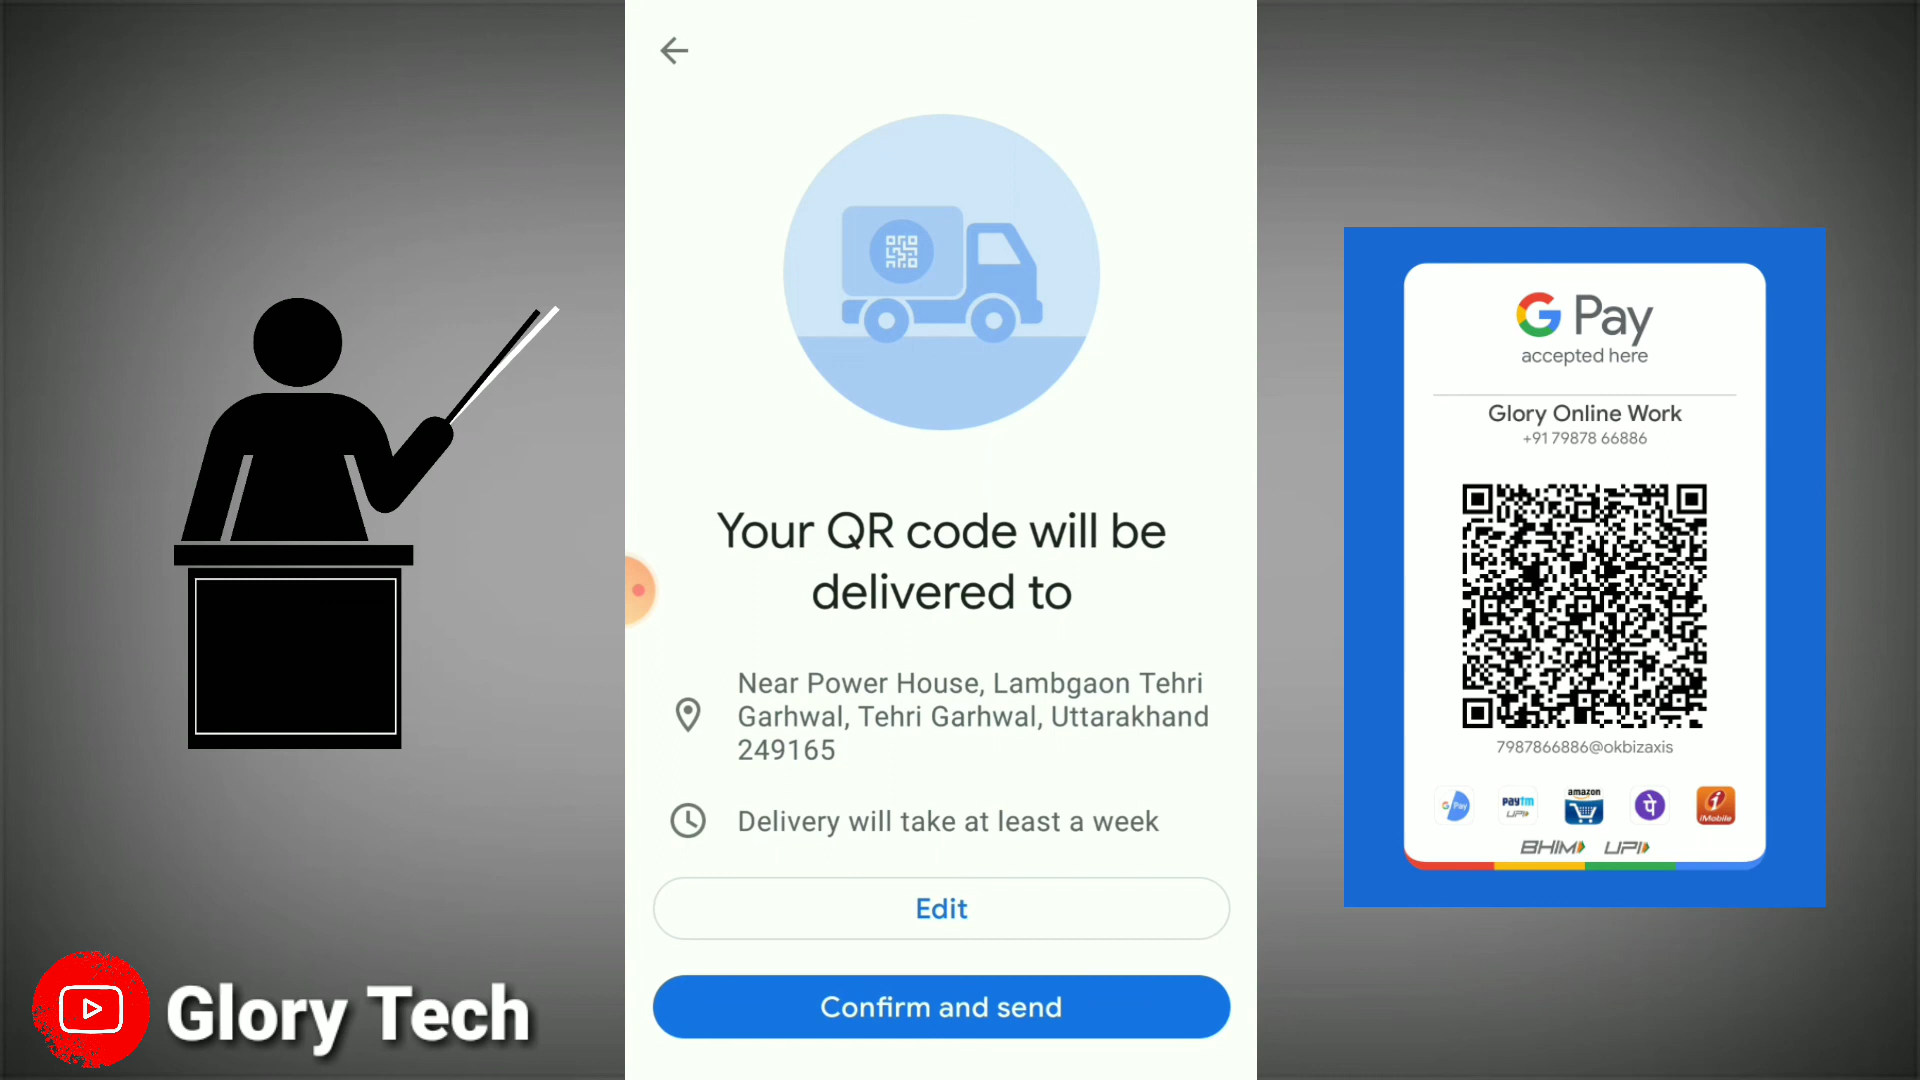 Your QR code will be
delivered to
Near Power House, Lambgaon Tehri
Garhwal, Tehri Garhwal, Uttarakhand
249165
Delivery will take at least a week
Edit
Confirm and send
Glory Tech
G Pay
accepted here
Glory Online Work
+91 79878 66886
7987866886@okbizaxis
G Pay
paytm
UPI
amazon
पे
iMobile
BHIM UPI